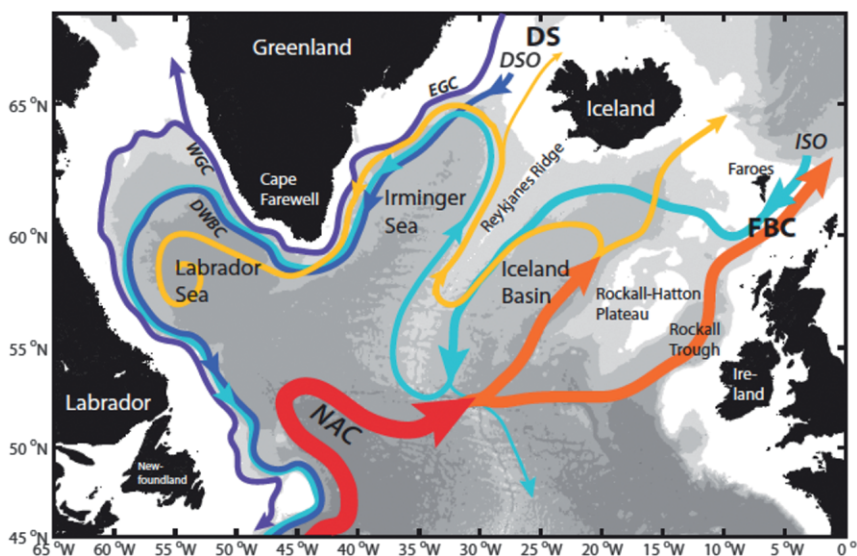 Greenland
DS
DSO
EGC
Iceland
65 °N
ISO
WGC
Cape
Farewell
Irminger
Sea
Reykjanes Ridge
Faroes
FBC
60 °N
DWBC
Labrador
Sea
Iceland
Basin
Rockall-Hatton
Plateau
Rockall
Trough
55 °N
Ire-
land
Labrador
NAC
50 °N
New-
foundland
45 °N
65°W 60°W 55°W 50°W 45°W 40°W 35°W 30°W 25°W 20°W 15°W 10°W 5°W 0°